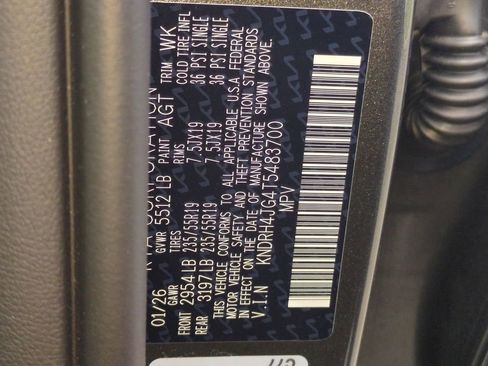 KIA CORPORATION
01/26 GVWR 5512 LB AGT TRIM WK
GAWR TIRES RIMS COLD TIRE INFL
FRONT 2954 LB 235/55R19 7.5JX19 36 PSI SINGLE
REAR 3197 LB 235/55R19 7.5JX19 36 PSI SINGLE
THIS VEHICLE CONFORMS TO ALL APPLICABLE U.S.A FEDERAL
MOTOR VEHICLE SAFETY AND THEFT PREVENTION STANDARDS
IN EFFECT ON THE DATE OF MANUFACTURE SHOWN ABOVE.
V.I.N KNDRH4JG4T5483700
MPV